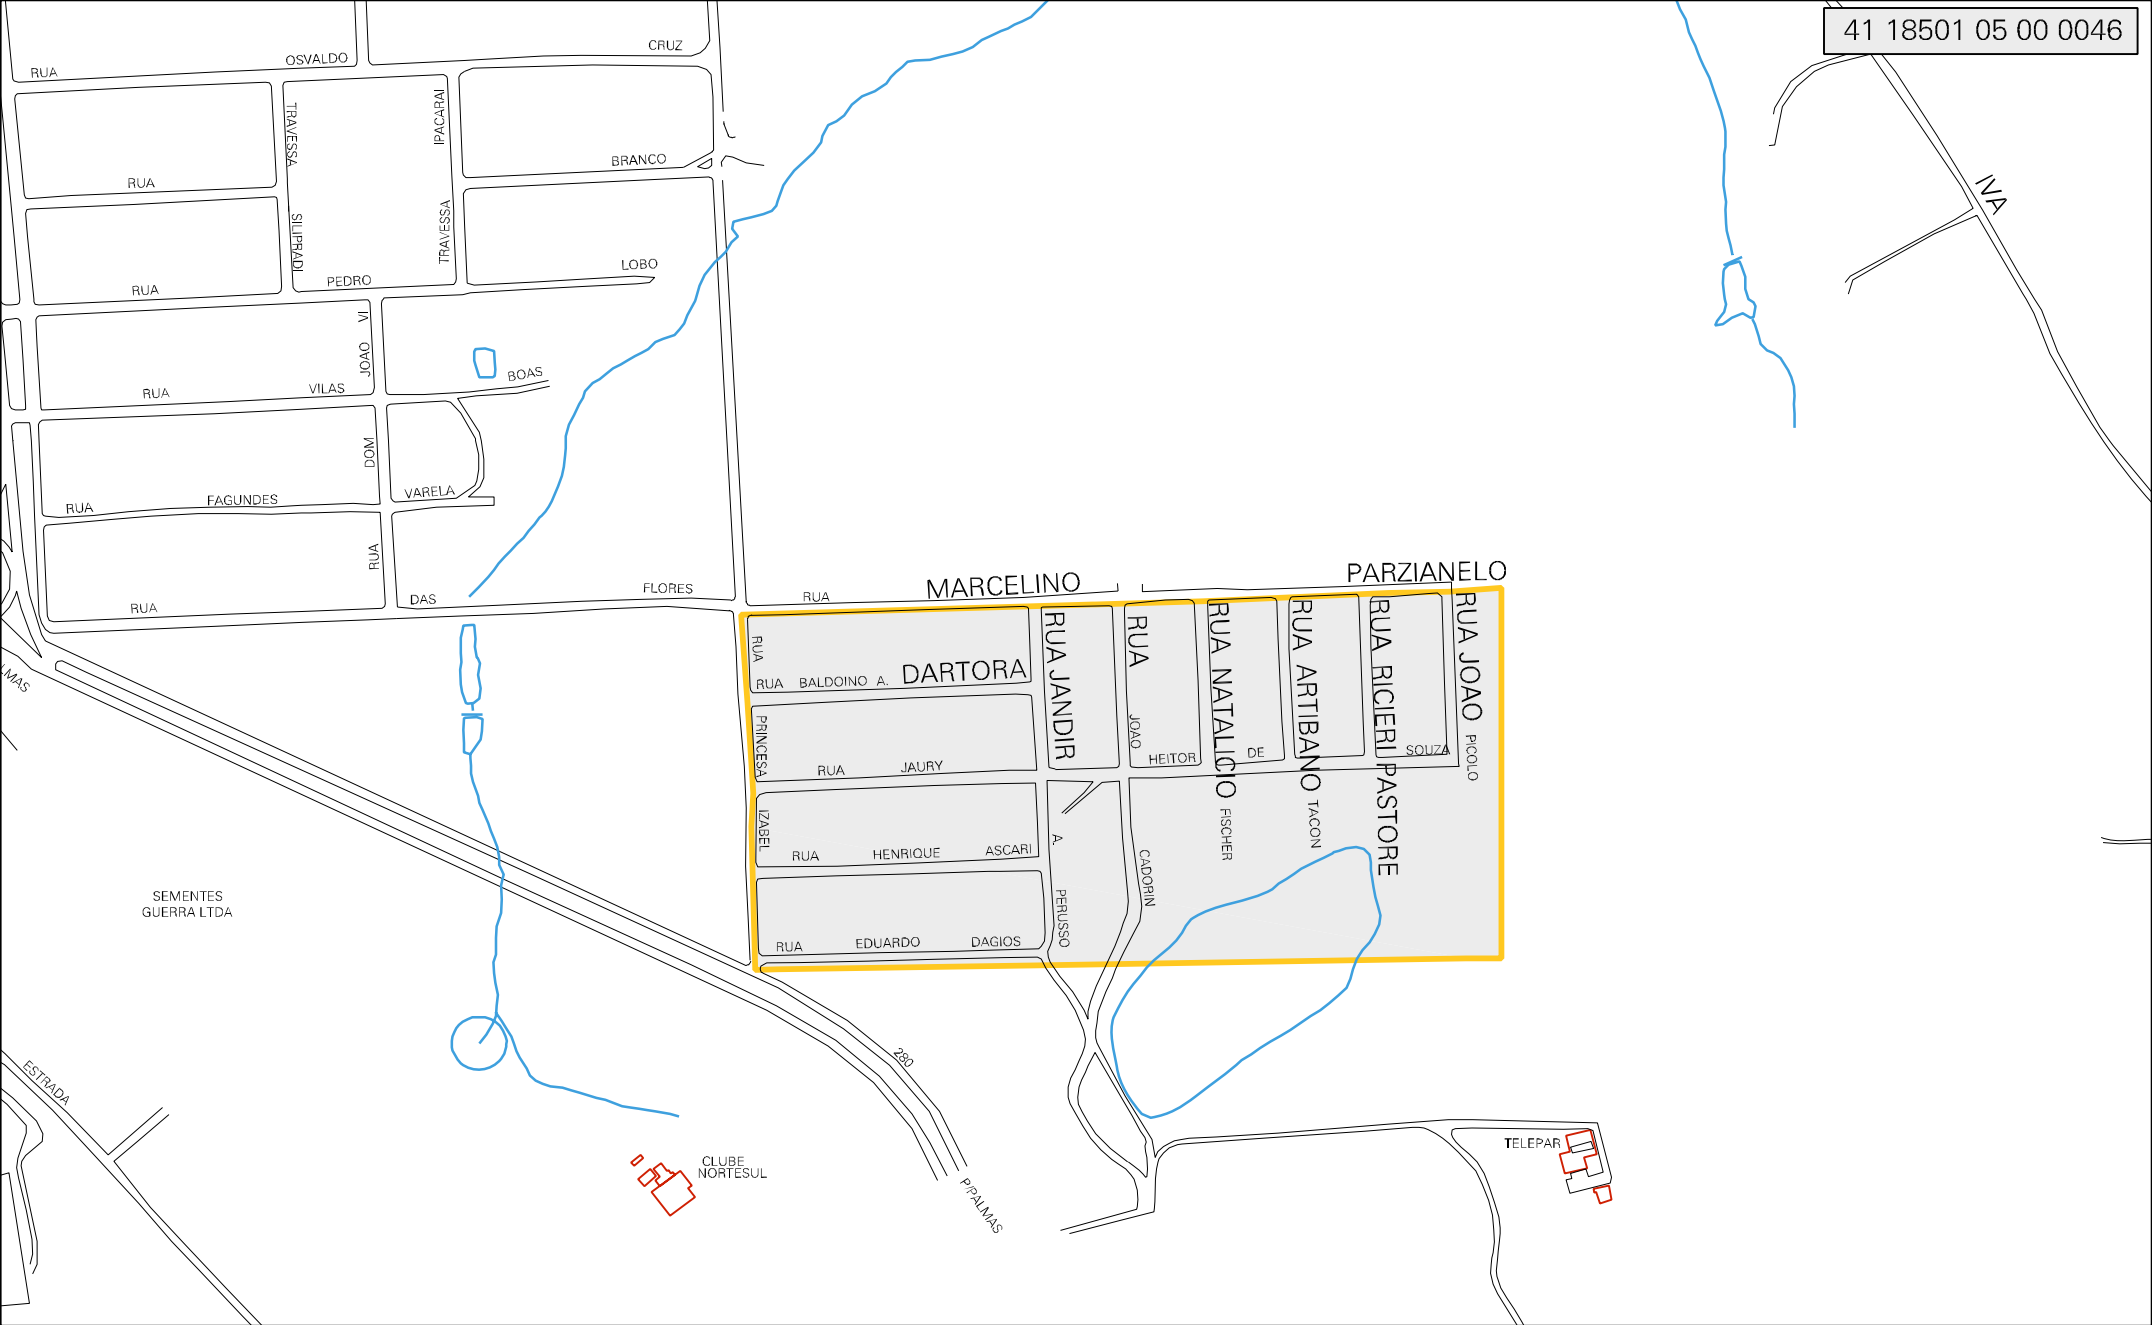 41 18501 05 00 0046
RUA OSVALDO CRUZ
TRAVESSA SILIPRADI
TRAVESSA IPACARAI
RUA BRANCO
IVA
RUA PEDRO LOBO
RUA DOM JOAO VI
RUA VILAS BOAS
RUA FAGUNDES VARELA
RUA DAS FLORES
RUA MARCELINO PARZIANELO
RUA PRINCESA IZABEL
RUA BALDOINO A. DARTORA
RUA JANDIR A. PERUSSO
RUA JOAO CADORIN
RUA NATALICIO FISCHER
RUA ARTIBANO TACON
RUA RICIERI PASTORE
RUA JOAO PICOLO
RUA JAURY HEITOR DE SOUZA
RUA HENRIQUE ASCARI
RUA EDUARDO DAGIOS
LMAS
SEMENTES
GUERRA LTDA
280
P/PALMAS
ESTRADA
CLUBE
NORTESUL
TELEPAR